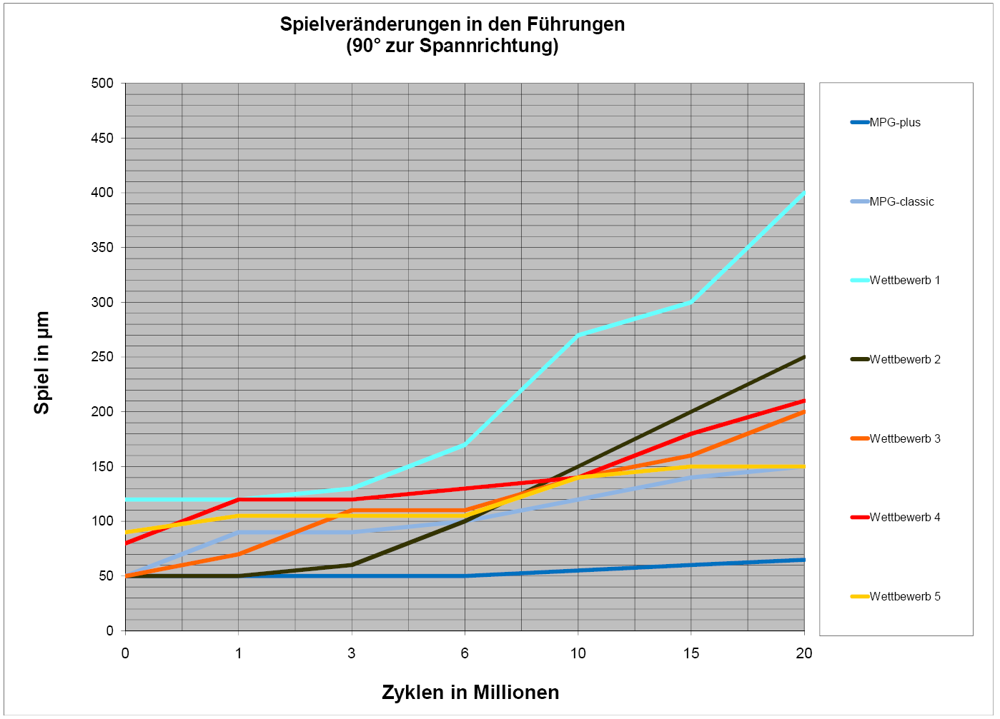 Spielveränderungen in den Führungen
(90° zur Spannrichtung)
500
450
400
350
300
250
200
150
100
50
0
Spiel in µm
0 1 3 6 10 15 20
Zyklen in Millionen
MPG-plus
MPG-classic
Wettbewerb 1
Wettbewerb 2
Wettbewerb 3
Wettbewerb 4
Wettbewerb 5